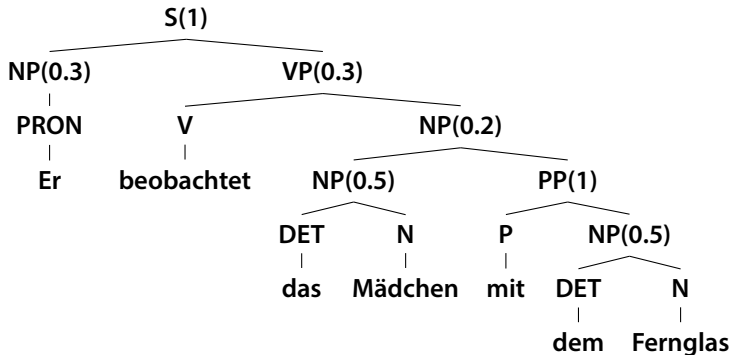 S(1)
NP(0.3) VP(0.3)
PRON V NP(0.2)
Er beobachtet NP(0.5) PP(1)
DET N P NP(0.5)
das Mädchen mit DET N
dem Fernglas